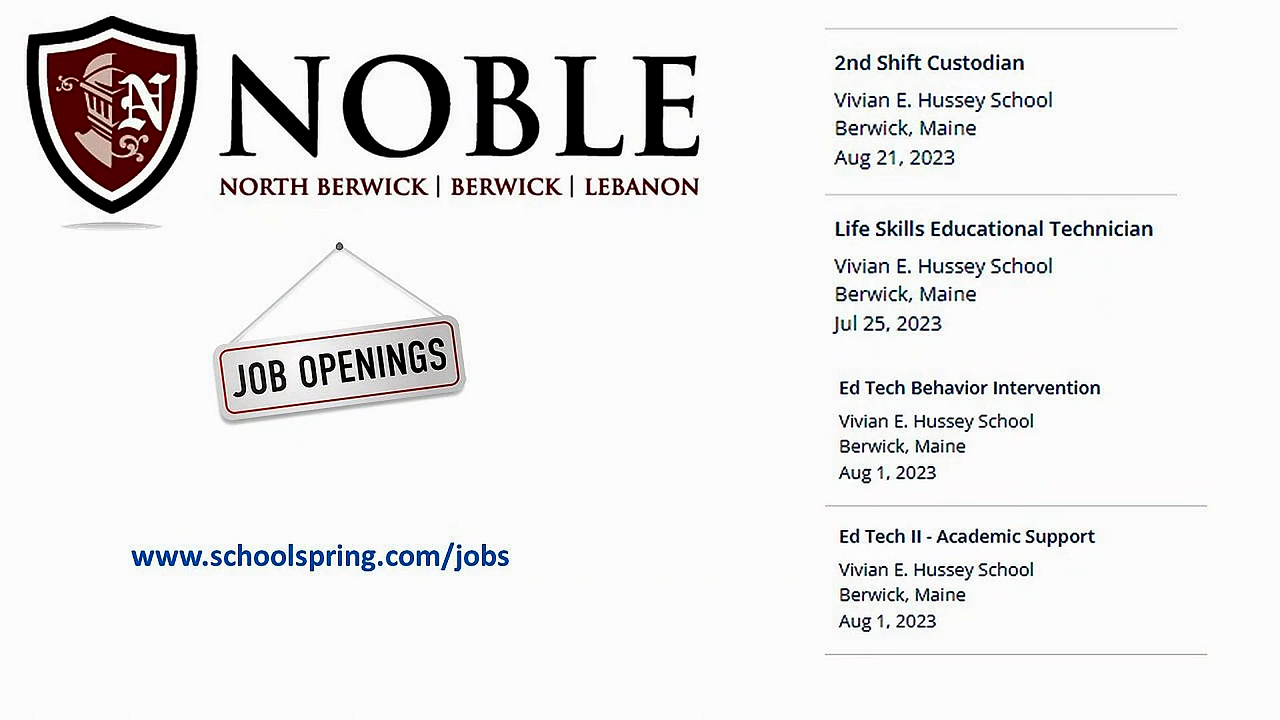 N
NOBLE
NORTH BERWICK | BERWICK | LEBANON
JOB OPENINGS
www.schoolspring.com/jobs
2nd Shift Custodian
Vivian E. Hussey School
Berwick, Maine
Aug 21, 2023
Life Skills Educational Technician
Vivian E. Hussey School
Berwick, Maine
Jul 25, 2023
Ed Tech Behavior Intervention
Vivian E. Hussey School
Berwick, Maine
Aug 1, 2023
Ed Tech II - Academic Support
Vivian E. Hussey School
Berwick, Maine
Aug 1, 2023